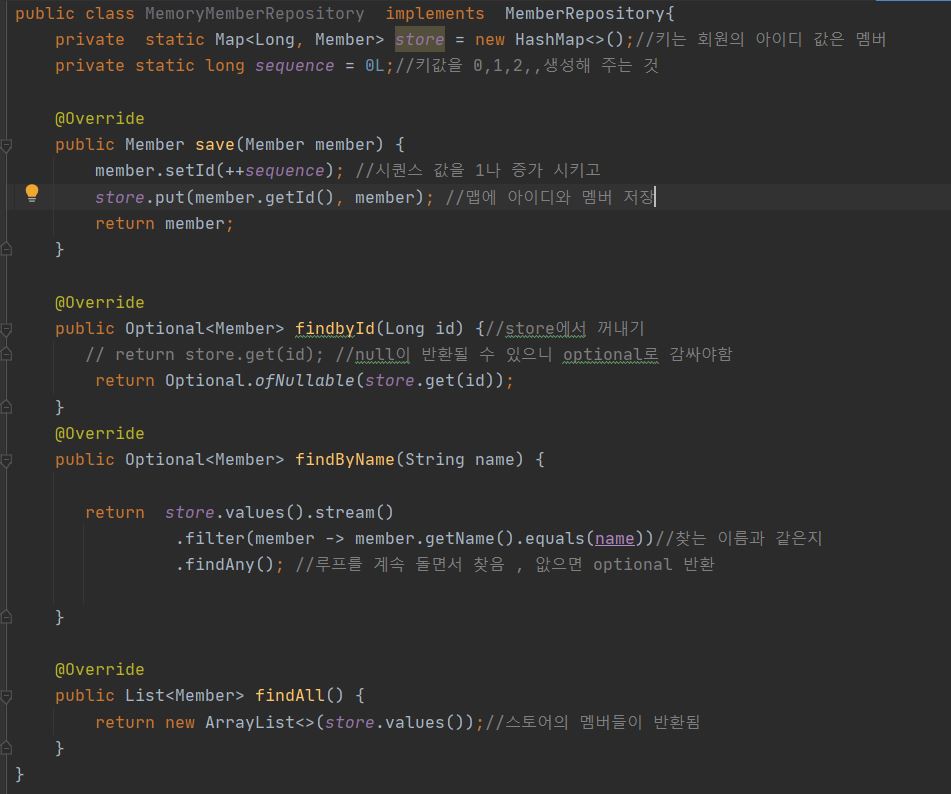 public class MemoryMemberRepository implements MemberRepository{
private static Map<Long, Member> store = new HashMap<>();//키는 회원의 아이디 값은 멤버
private static long sequence = 0L;//키값을 0,1,2,,생성해 주는 것
@Override
public Member save(Member member) {
member.setId(++sequence); //시퀀스 값을 1나 증가 시키고
store.put(member.getId(), member); //맵에 아이디와 멤버 저장
return member;
}
@Override
public Optional<Member> findbyId(Long id) {//store에서 꺼내기
// return store.get(id); //null이 반환될 수 있으니 optional로 감싸야함
return Optional.ofNullable(store.get(id));
}
@Override
public Optional<Member> findByName(String name) {
return store.values().stream()
.filter(member -> member.getName().equals(name))//찾는 이름과 같은지
.findAny(); //루프를 계속 돌면서 찾음 , 없으면 optional 반환
}
@Override
public List<Member> findAll() {
return new ArrayList<>(store.values());//스토어의 멤버들이 반환됨
}
}